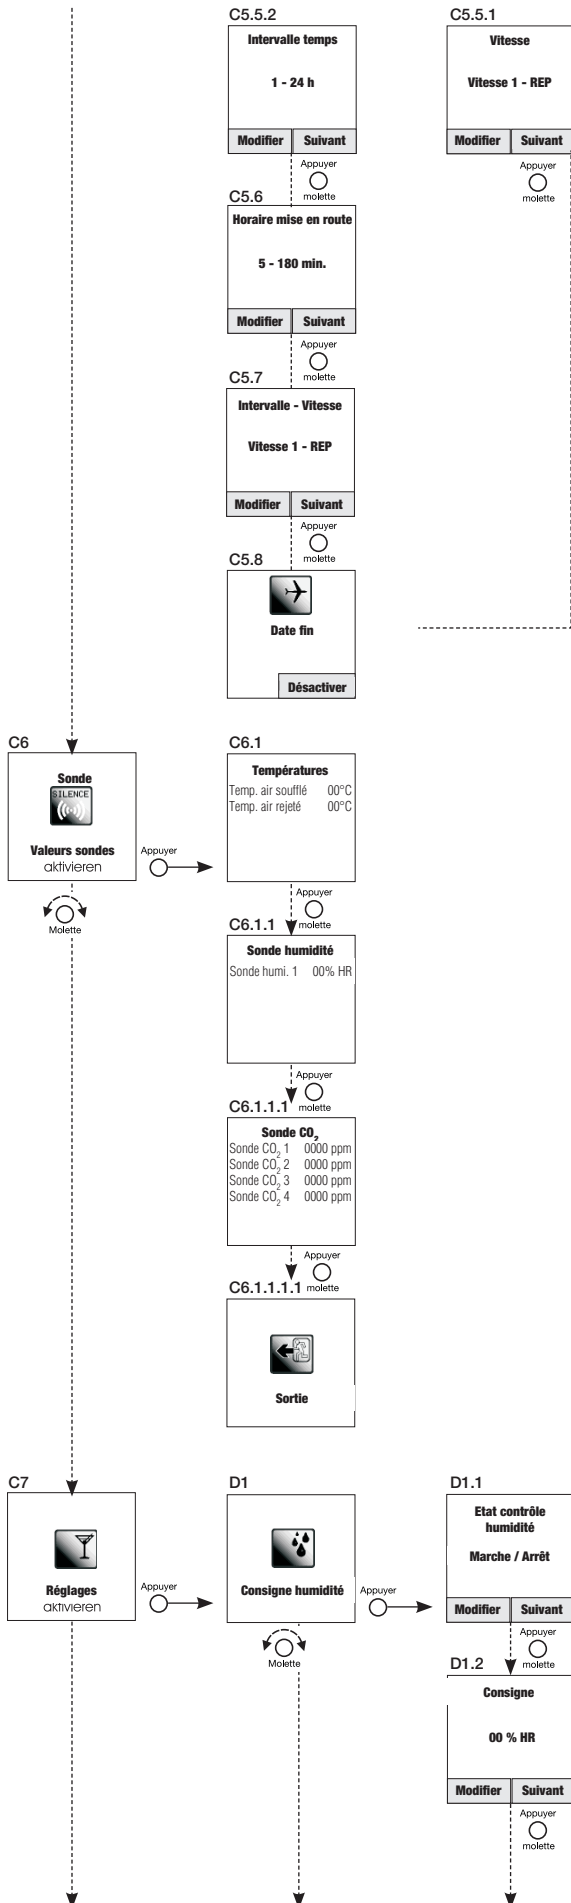 C5.5.2
Intervalle temps
1 - 24 h
Modifier Suivant
Appuyer
molette
C5.5.1
Vitesse
Vitesse 1 - REP
Modifier Suivant
Appuyer
molette
C5.6
Horaire mise en route
5 - 180 min.
Modifier Suivant
Appuyer
molette
C5.7
Intervalle - Vitesse
Vitesse 1 - REP
Modifier Suivant
Appuyer
molette
C5.8
Date fin
Désactiver
C6
Sonde
SILENCE
Valeurs sondes
aktivieren
Appuyer
Molette
C6.1
Températures
Temp. air soufflé 00°C
Temp. air rejeté 00°C
Appuyer
molette
C6.1.1
Sonde humidité
Sonde humi. 1 00% HR
Appuyer
molette
C6.1.1.1
Sonde CO₂
Sonde CO₂ 1 0000 ppm
Sonde CO₂ 2 0000 ppm
Sonde CO₂ 3 0000 ppm
Sonde CO₂ 4 0000 ppm
Appuyer
molette
C6.1.1.1.1
Sortie
C7
Réglages
aktivieren
Appuyer
D1
Consigne humidité
Appuyer
Molette
D1.1
Etat contrôle
humidité
Marche / Arrêt
Modifier Suivant
Appuyer
molette
D1.2
Consigne
00 % HR
Modifier Suivant
Appuyer
molette